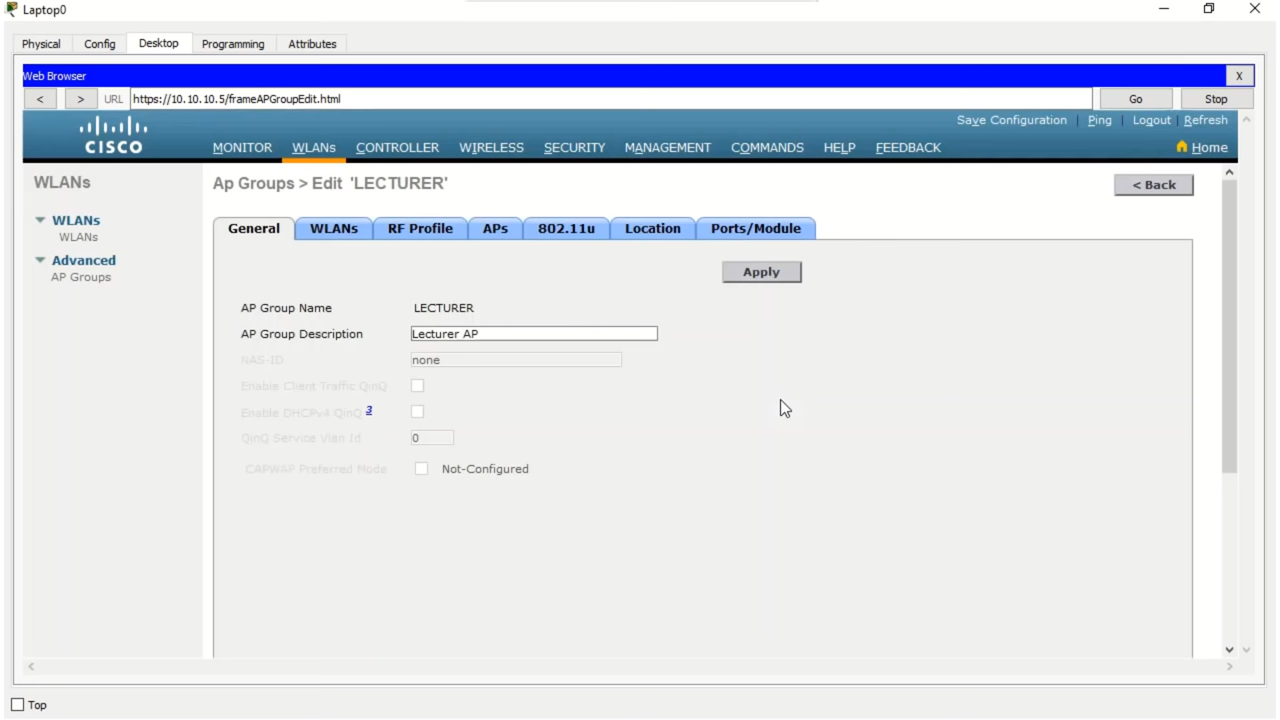 Laptop0
Physical Config Desktop Programming Attributes
Web Browser X
< > URL https://10.10.10.5/frameAPGroupEdit.html Go Stop
Save Configuration | Ping | Logout | Refresh
CISCO MONITOR WLANs CONTROLLER WIRELESS SECURITY MANAGEMENT COMMANDS HELP FEEDBACK Home
WLANs
WLANs
WLANs
Advanced
AP Groups
Ap Groups > Edit 'LECTURER' < Back
General WLANs RF Profile APs 802.11u Location Ports/Module
Apply
AP Group Name LECTURER
AP Group Description Lecturer AP
NAS-ID none
Enable Client Traffic QinQ
Enable DHCPv4 QinQ 3
QinQ Service Vlan Id 0
CAPWAP Preferred Mode Not-Configured
Top